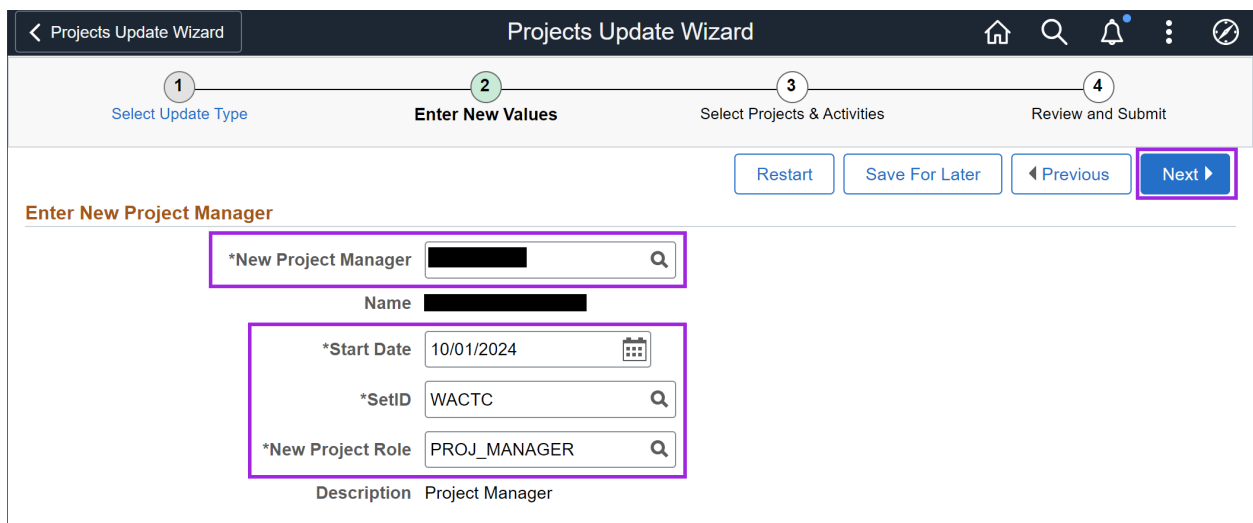 Projects Update Wizard
Projects Update Wizard
1
2
3
4
Select Update Type
Enter New Values
Select Projects & Activities
Review and Submit
Restart
Save For Later
Previous
Next
Enter New Project Manager
*New Project Manager
Name
*Start Date 10/01/2024
*SetID WACTC
*New Project Role PROJ_MANAGER
Description Project Manager